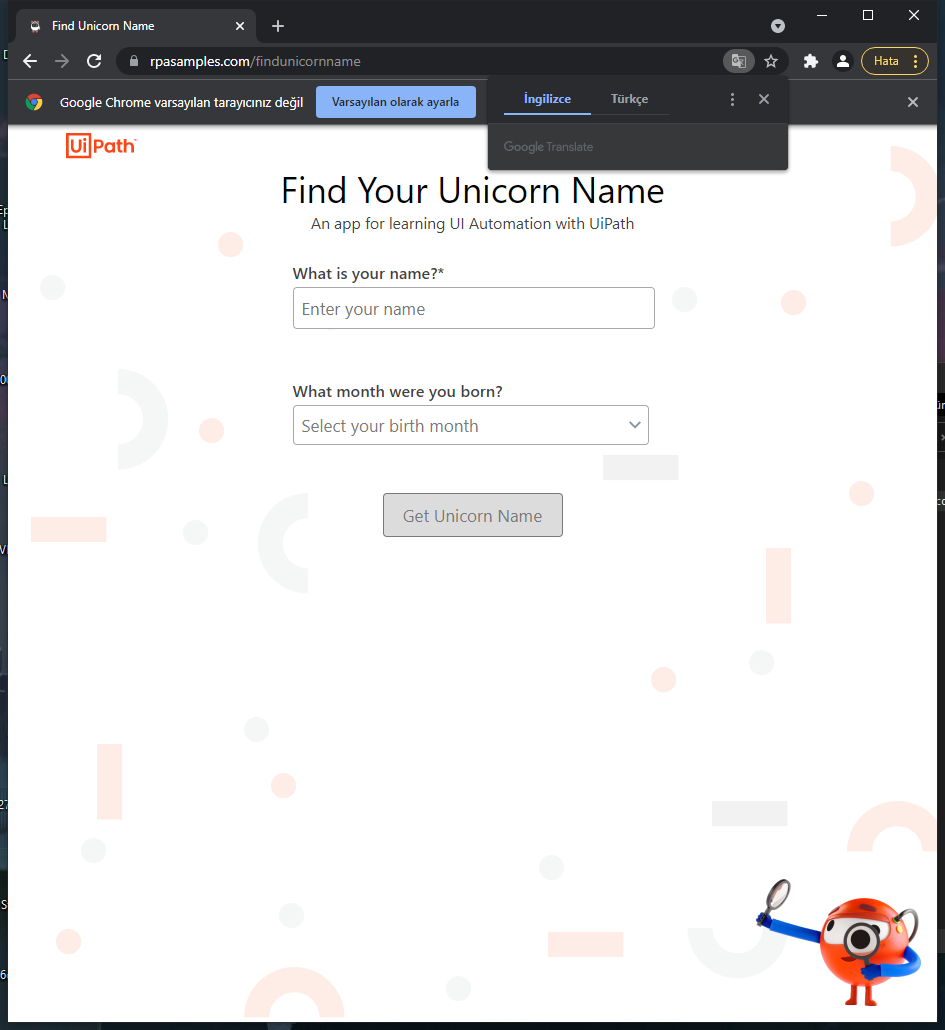 Find Unicorn Name
rpasamples.com/findunicornname
Hata
Google Chrome varsayılan tarayıcınız değil
Varsayılan olarak ayarla
İngilizce
Türkçe
Google Translate
UiPath
Find Your Unicorn Name
An app for learning UI Automation with UiPath
What is your name?*
Enter your name
What month were you born?
Select your birth month
Get Unicorn Name